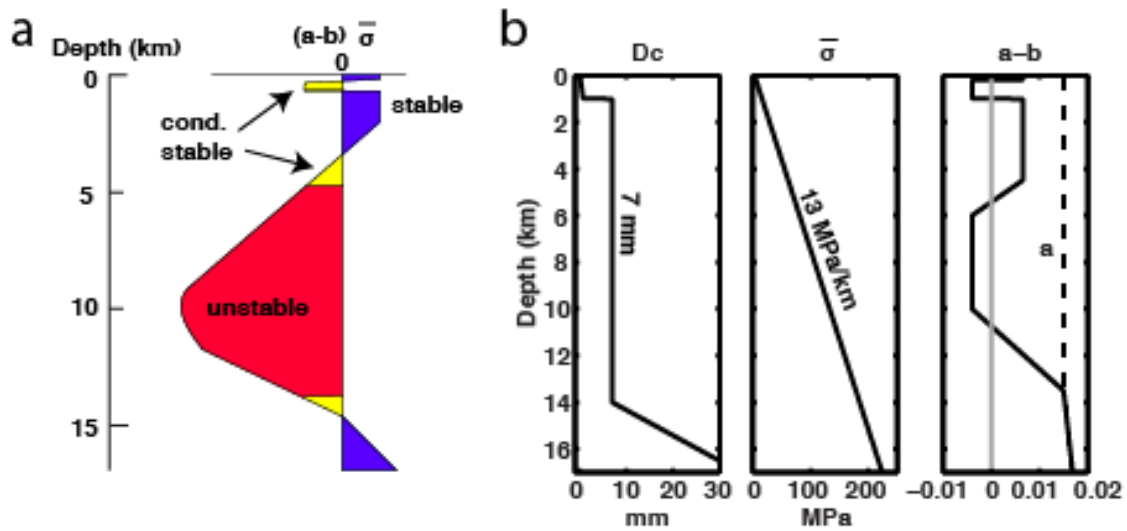 a
Depth (km)
(a-b) σ̅
0
0
5
10
15
cond.
stable
stable
unstable
b
Dc
σ̅
a–b
Depth (km)
0
2
4
6
8
10
12
14
16
7 mm
13 MPa/km
a
0 10 20 30
mm
0 100 200
MPa
–0.01 0 0.01 0.02